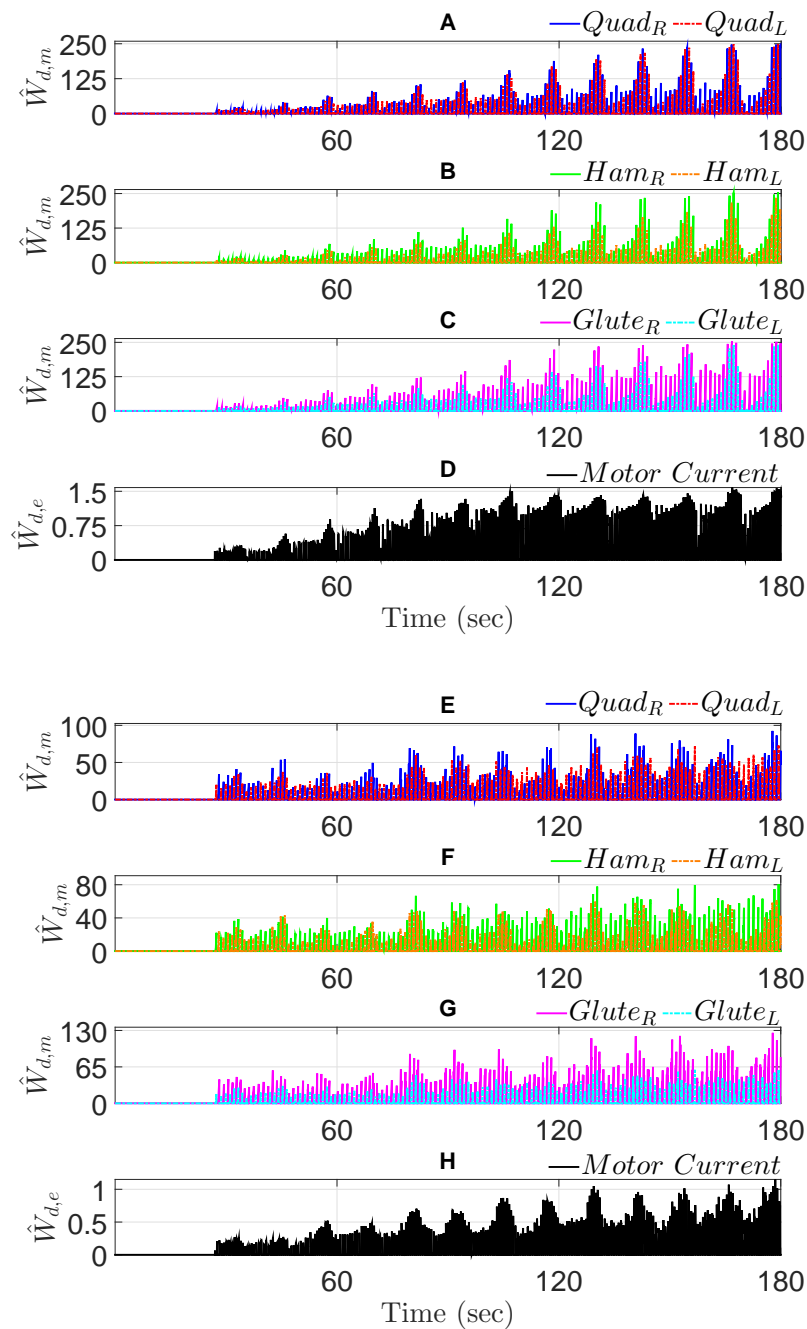 A
Quad_R Quad_L
Ŵ_{d,m}
250
125
0
60 120 180
B
Ham_R Ham_L
Ŵ_{d,m}
250
125
0
60 120 180
C
Glute_R Glute_L
Ŵ_{d,m}
250
125
0
60 120 180
D
Motor Current
Ŵ_{d,e}
1.5
0.75
0
60 120 180
Time (sec)
E
Quad_R Quad_L
Ŵ_{d,m}
100
50
0
60 120 180
F
Ham_R Ham_L
Ŵ_{d,m}
80
40
0
60 120 180
G
Glute_R Glute_L
Ŵ_{d,m}
130
65
0
60 120 180
H
Motor Current
Ŵ_{d,e}
1
0.5
0
60 120 180
Time (sec)